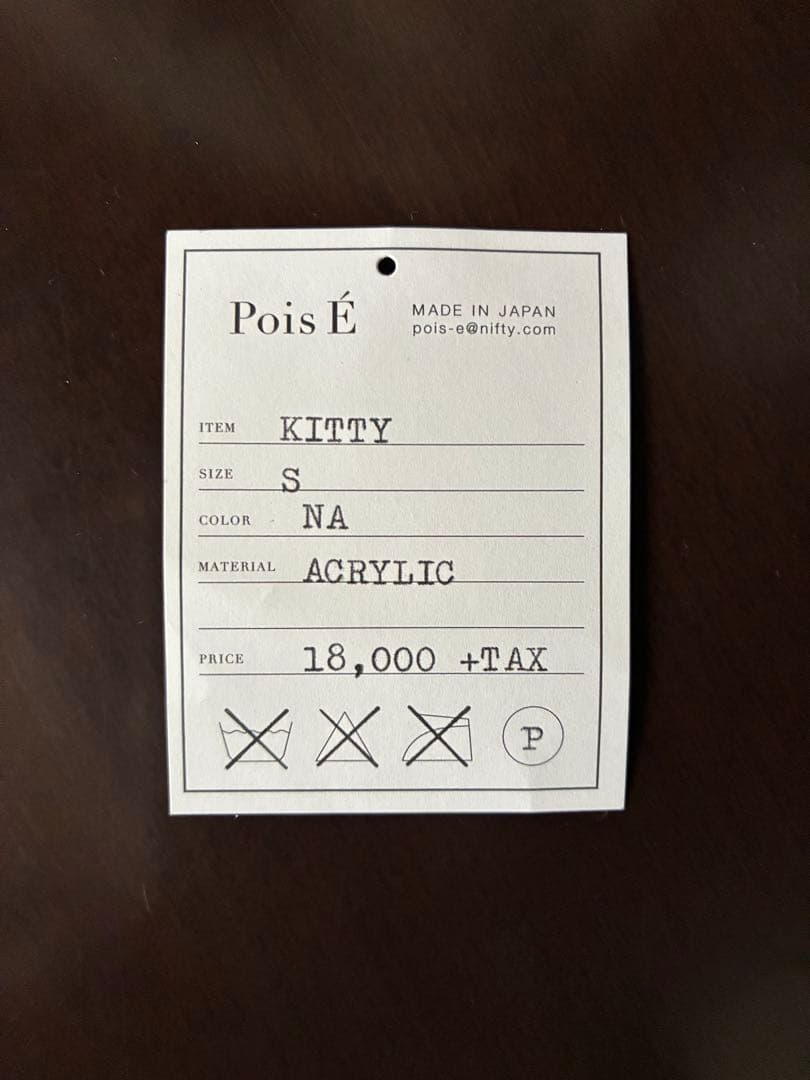 Pois É
MADE IN JAPAN
pois-e@nifty.com
ITEM KITTY
SIZE S
COLOR NA
MATERIAL ACRYLIC
PRICE 18,000 +TAX
P